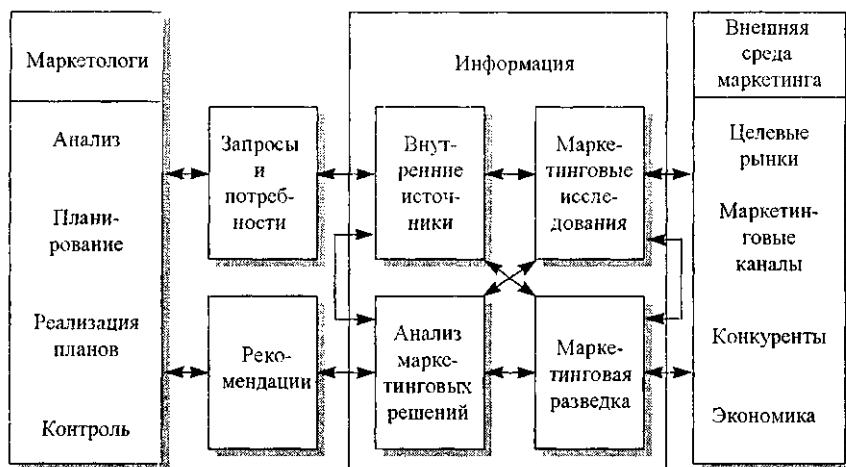 Маркетологи
Анализ
Плани-
рование
Реализация
планов
Контроль
Запросы
и
потреб-
ности
Реко-
мендации
Информация
Внут-
ренние
источ-
ники
Марке-
тинговые
иссле-
дования
Анализ
марке-
тинговых
решений
Марке-
тинговая
разведка
Внешняя
среда
маркетинга
Целевые
рынки
Маркетин-
говые
каналы
Конкуренты
Экономика